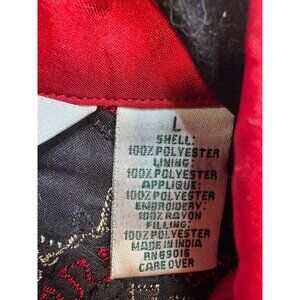 L
SHELL:
100% POLYESTER
LINING:
100% POLYESTER
APPLIQUE:
100% POLYESTER
EMBROIDERY:
100% RAYON
FILLING:
100% POLYESTER
MADE IN INDIA
RN 69016
CARE OVER